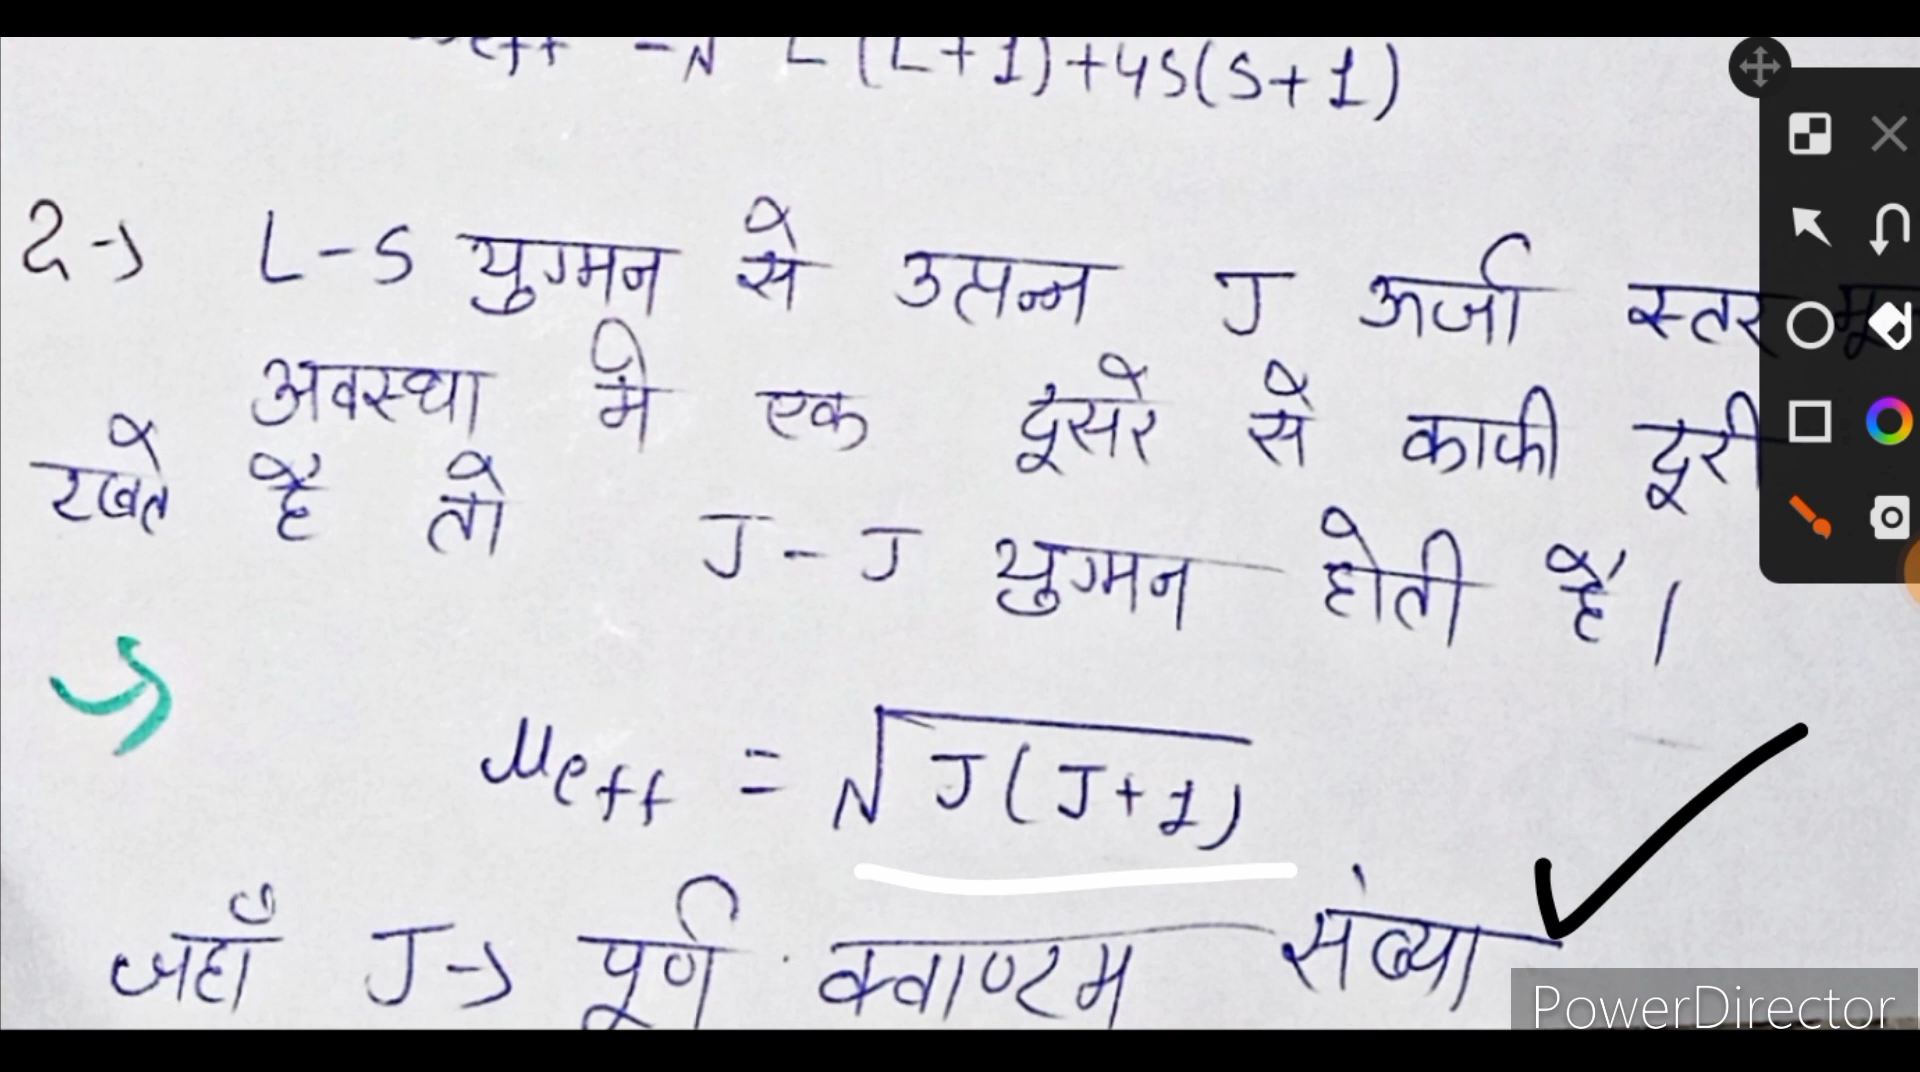 μeff = √L(L+1)+4S(S+1)
2→ L-S युग्मन से उत्पन्न J ऊर्जा स्तर
अवस्था में एक दूसरे से काफी दूरी
रखते है तो J-J युग्मन होती है।
μeff = √J(J+1)
जहाँ J→ पूर्ण क्वाण्टम संख्या
PowerDirector